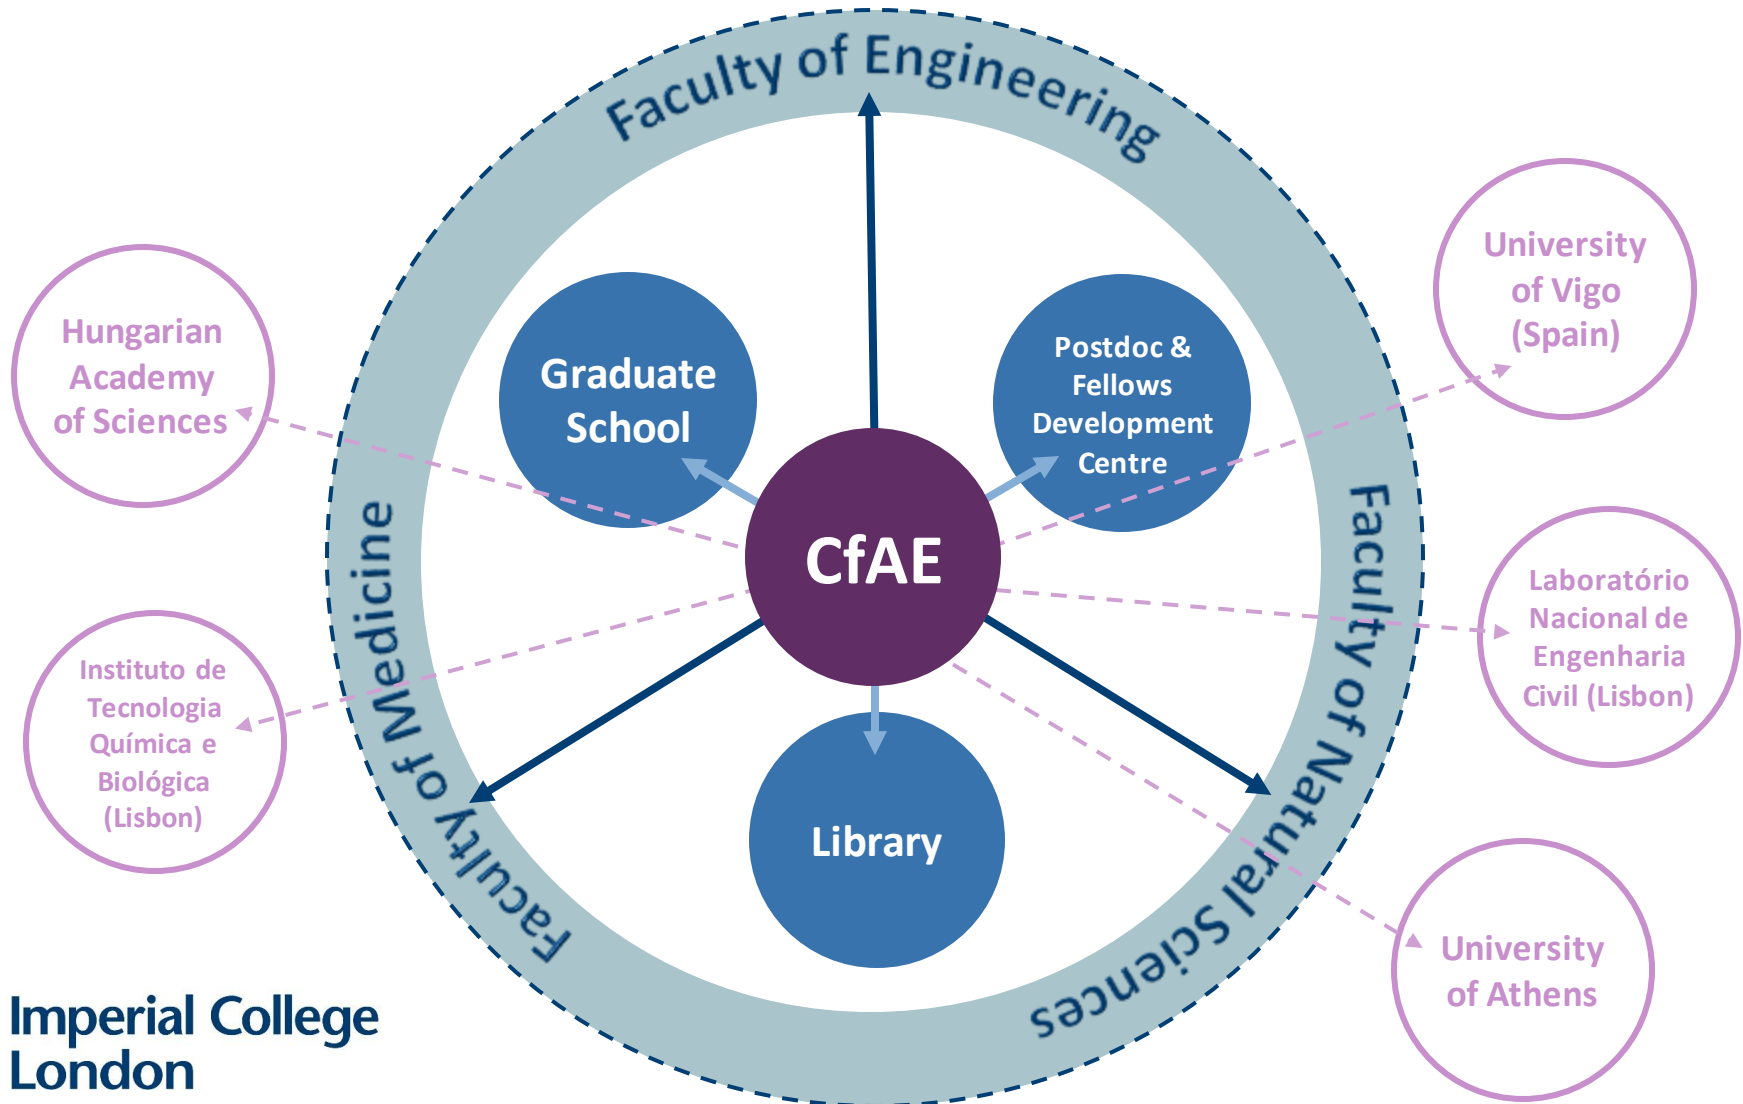 Faculty of Engineering
University
of Vigo
(Spain)
Hungarian
Academy
of Sciences
Graduate
School
Postdoc &
Fellows
Development
Centre
CfAE
Faculty of Medicine
Faculty of Natural Sciences
Laboratório
Nacional de
Engenharia
Civil (Lisbon)
Instituto de
Tecnologia
Química e
Biológica
(Lisbon)
Library
University
of Athens
Imperial College
London